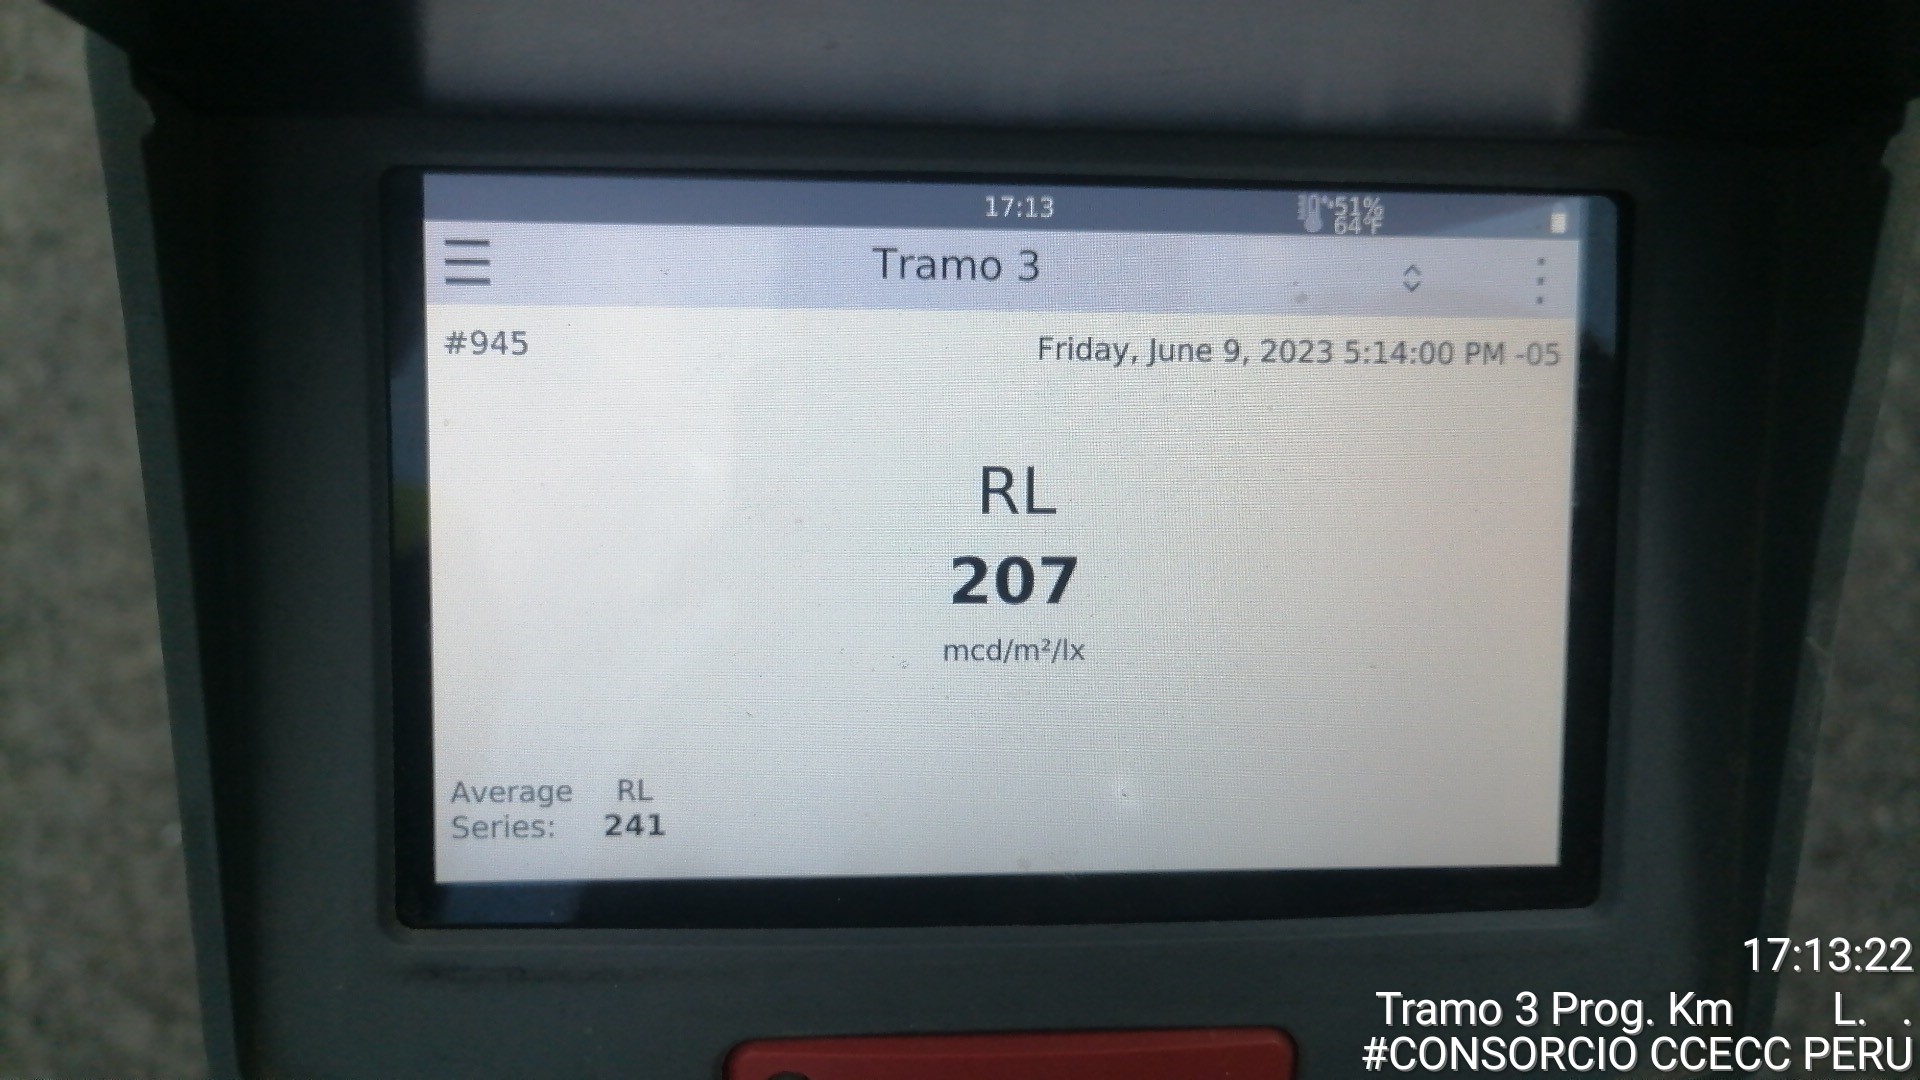 17:13
51%
64°F
Tramo 3
#945
Friday, June 9, 2023 5:14:00 PM -05
RL
207
mcd/m²/lx
Average RL
Series: 241
17:13:22
Tramo 3 Prog. Km L. .
#CONSORCIO CCECC PERU